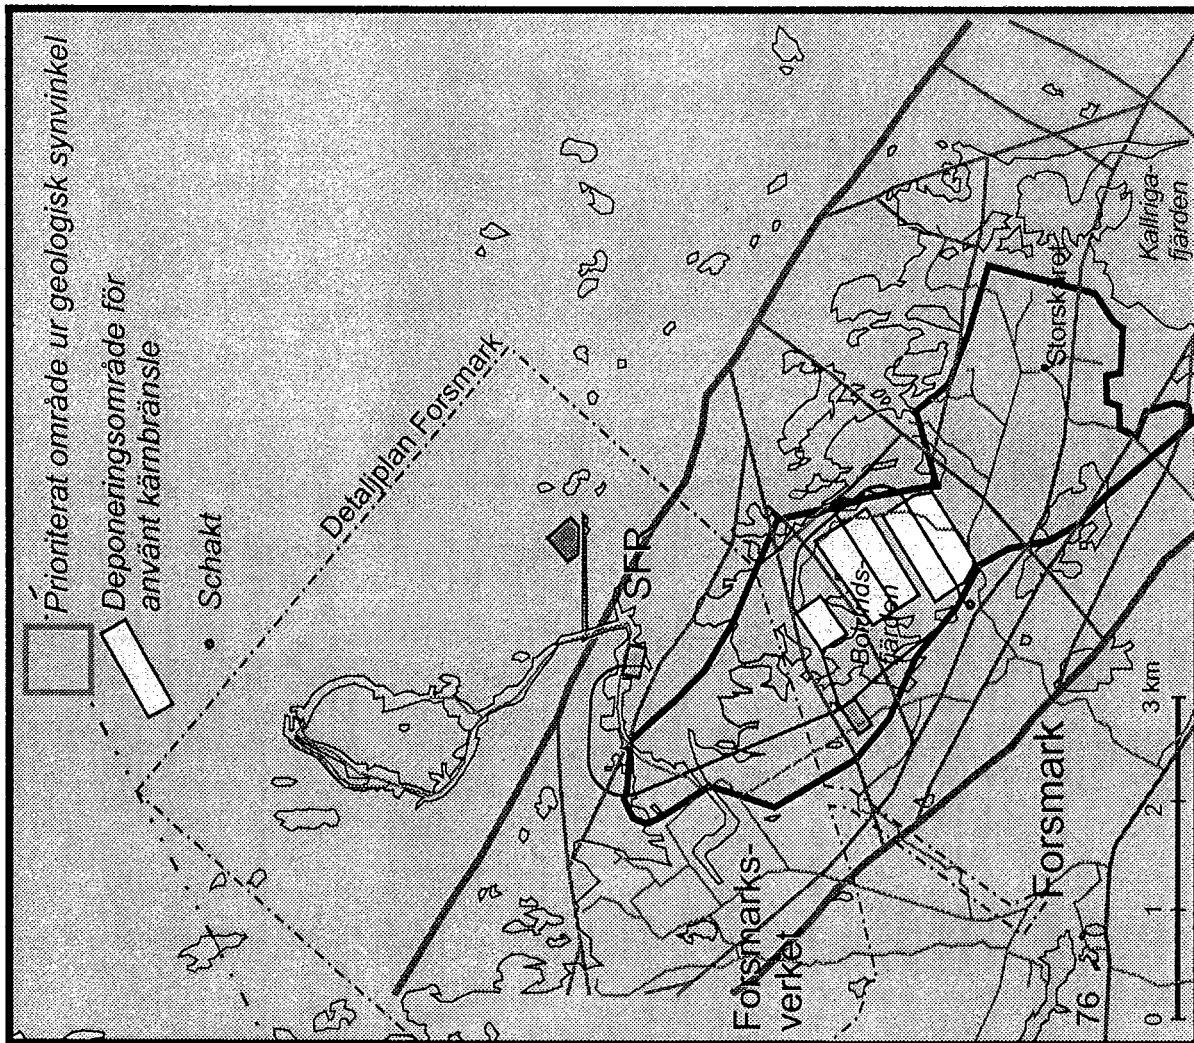 Prioriterat område ur geologisk synvinkel
Deponeringsområde för
använt kärnbränsle
Schakt
Detaljplan Forsmark
SFR
Bolunds-
fjärden
Storskäret
Kallriga-
fjärden
Forsmarks-
verket
Forsmark
76
0 1 2 3 km